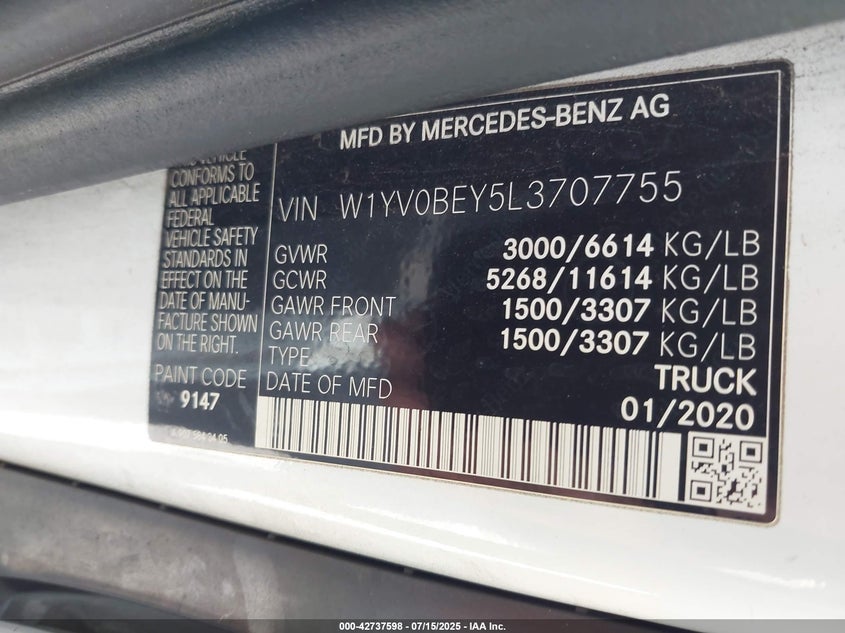 MFD BY MERCEDES-BENZ AG
VEHICLE
CONFORMS TO
ALL APPLICABLE
FEDERAL
VEHICLE SAFETY
STANDARDS IN
EFFECT ON THE
DATE OF MANU-
FACTURE SHOWN
ON THE RIGHT.
PAINT CODE
9147
VIN W1YV0BEY5L3707755
GVWR 3000/6614 KG/LB
GCWR 5268/11614 KG/LB
GAWR FRONT 1500/3307 KG/LB
GAWR REAR 1500/3307 KG/LB
TYPE TRUCK
DATE OF MFD 01/2020
000-42737598 - 07/15/2025 - IAA Inc.